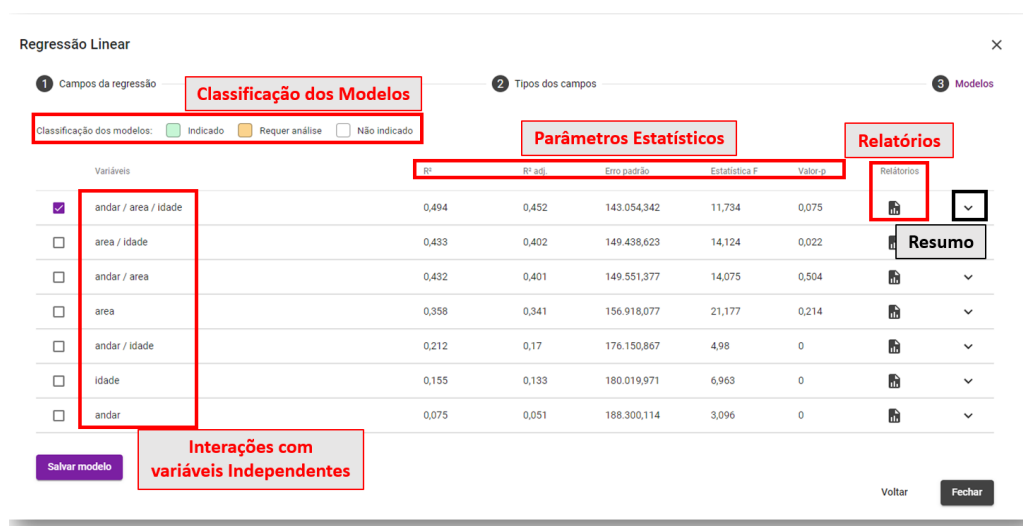 Regressão Linear
1 Campos da regressão
2 Tipos dos campos
3 Modelos
Classificação dos Modelos
Classificação dos modelos: Indicado Requer análise Não indicado
Parâmetros Estatísticos
Relatórios
Variáveis R² R² adj. Erro padrão Estatística F Valor-p Relátorios
andar / area / idade 0,494 0,452 143.054,342 11,734 0,075
area / idade 0,433 0,402 149.438,623 14,124 0,022
Resumo
andar / area 0,432 0,401 149.551,377 14,075 0,504
area 0,358 0,341 156.918,077 21,177 0,214
andar / idade 0,212 0,17 176.150,867 4,98 0
idade 0,155 0,133 180.019,971 6,963 0
andar 0,075 0,051 188.300,114 3,096 0
Interações com
variáveis Independentes
Salvar modelo
Voltar Fechar